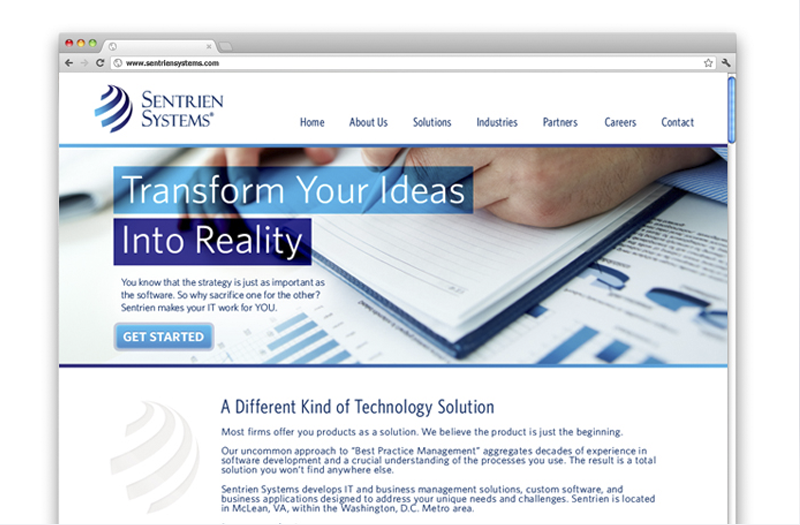 www.sentriensystems.com
SENTRIEN
SYSTEMS®
Home About Us Solutions Industries Partners Careers Contact
Transform Your Ideas
Into Reality
You know that the strategy is just as important as
the software. So why sacrifice one for the other?
Sentrien makes your IT work for YOU.
GET STARTED
A Different Kind of Technology Solution
Most firms offer you products as a solution. We believe the product is just the beginning.
Our uncommon approach to “Best Practice Management” aggregates decades of experience in
software development and a crucial understanding of the processes you use. The result is a total
solution you won’t find anywhere else.
Sentrien Systems develops IT and business management solutions, custom software, and
business applications designed to address your unique needs and challenges. Sentrien is located
in McLean, VA, within the Washington, D.C. Metro area.